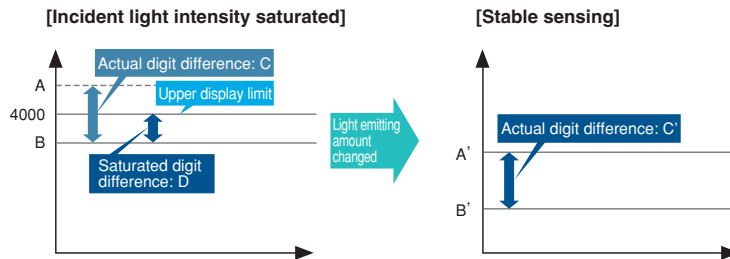 [Incident light intensity saturated]
A
Actual digit difference: C
Upper display limit
4000
B
Saturated digit
difference: D
Light emitting
amount
changed
[Stable sensing]
Actual digit difference: C’
A’
B’